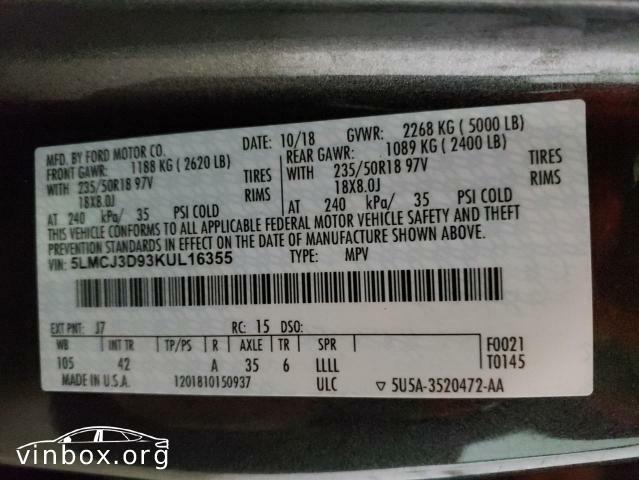 MFD. BY FORD MOTOR CO. DATE: 10/18 GVWR: 2268 KG ( 5000 LB)
FRONT GAWR: 1188 KG ( 2620 LB) REAR GAWR: 1089 KG ( 2400 LB)
WITH 235/50R18 97V TIRES WITH 235/50R18 97V TIRES
18X8.0J RIMS 18X8.0J RIMS
AT 240 kPa/ 35 PSI COLD AT 240 kPa/ 35 PSI COLD
THIS VEHICLE CONFORMS TO ALL APPLICABLE FEDERAL MOTOR VEHICLE SAFETY AND THEFT
PREVENTION STANDARDS IN EFFECT ON THE DATE OF MANUFACTURE SHOWN ABOVE.
VIN: 5LMCJ3D93KUL16355 TYPE: MPV
EXT PNT: J7 RC: 15 DSO:
WB INT TR TP/PS R AXLE TR SPR F0021
105 42 A 35 6 LLLL T0145
MADE IN U.S.A. 1201810150937 ULC ▽ 5U5A-3520472-AA
vinbox.org